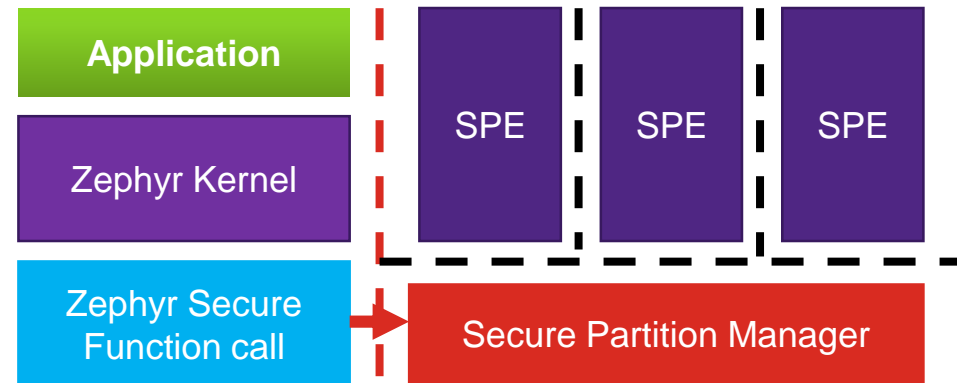 Application
SPE
SPE
SPE
Zephyr Kernel
Zephyr Secure
Function call
Secure Partition Manager